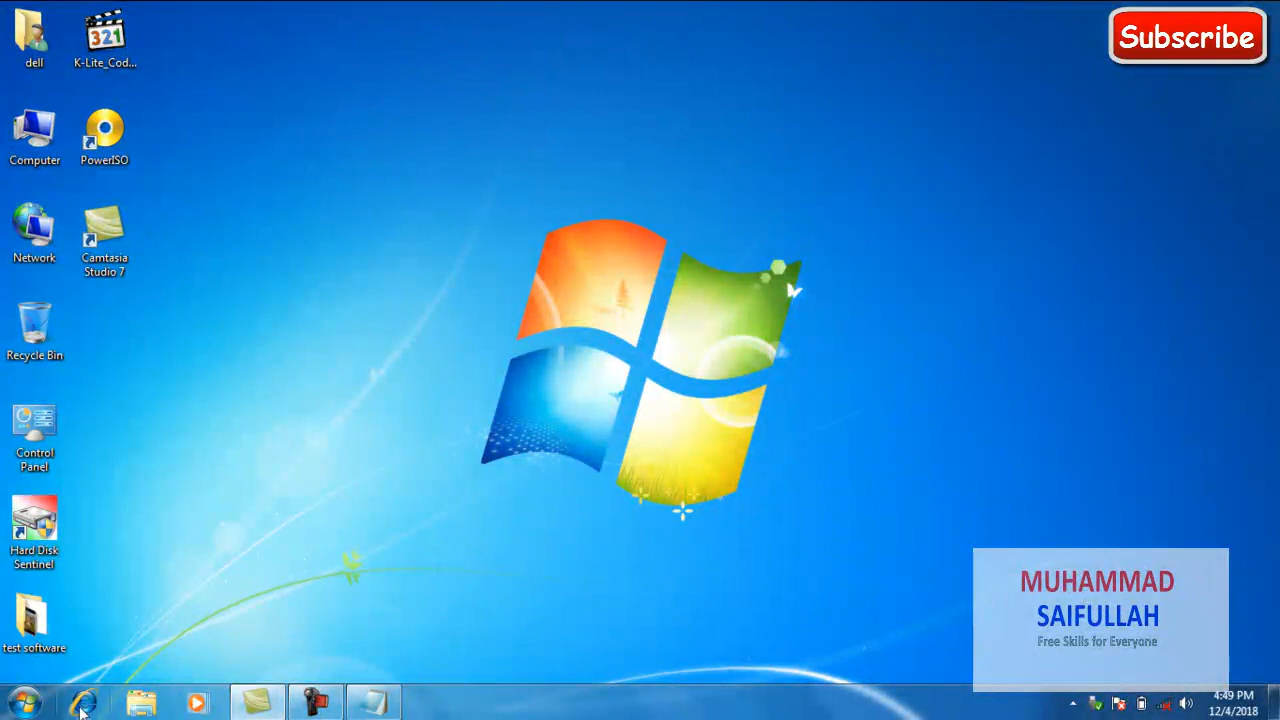 Subscribe
dell
K-Lite_Cod...
321
Computer
PowerISO
Network
Camtasia
Studio 7
Recycle Bin
Control
Panel
Hard Disk
Sentinel
test software
MUHAMMAD
SAIFULLAH
Free Skills for Everyone
4:49 PM
12/4/2018